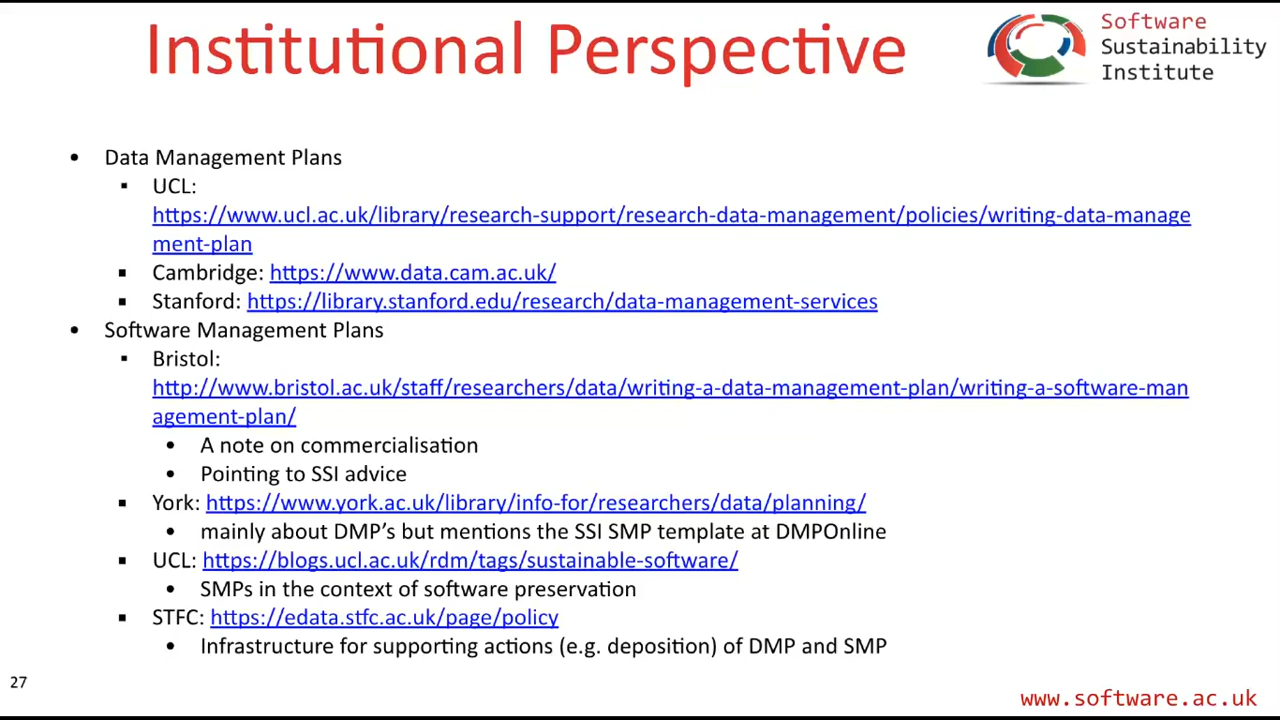 Institutional Perspective
Software
Sustainability
Institute
• Data Management Plans
▪ UCL:
https://www.ucl.ac.uk/library/research-support/research-data-management/policies/writing-data-manage
ment-plan
▪ Cambridge: https://www.data.cam.ac.uk/
▪ Stanford: https://library.stanford.edu/research/data-management-services
• Software Management Plans
▪ Bristol:
http://www.bristol.ac.uk/staff/researchers/data/writing-a-data-management-plan/writing-a-software-man
agement-plan/
• A note on commercialisation
• Pointing to SSI advice
▪ York: https://www.york.ac.uk/library/info-for/researchers/data/planning/
• mainly about DMP’s but mentions the SSI SMP template at DMPOnline
▪ UCL: https://blogs.ucl.ac.uk/rdm/tags/sustainable-software/
• SMPs in the context of software preservation
▪ STFC: https://edata.stfc.ac.uk/page/policy
• Infrastructure for supporting actions (e.g. deposition) of DMP and SMP
27
www.software.ac.uk